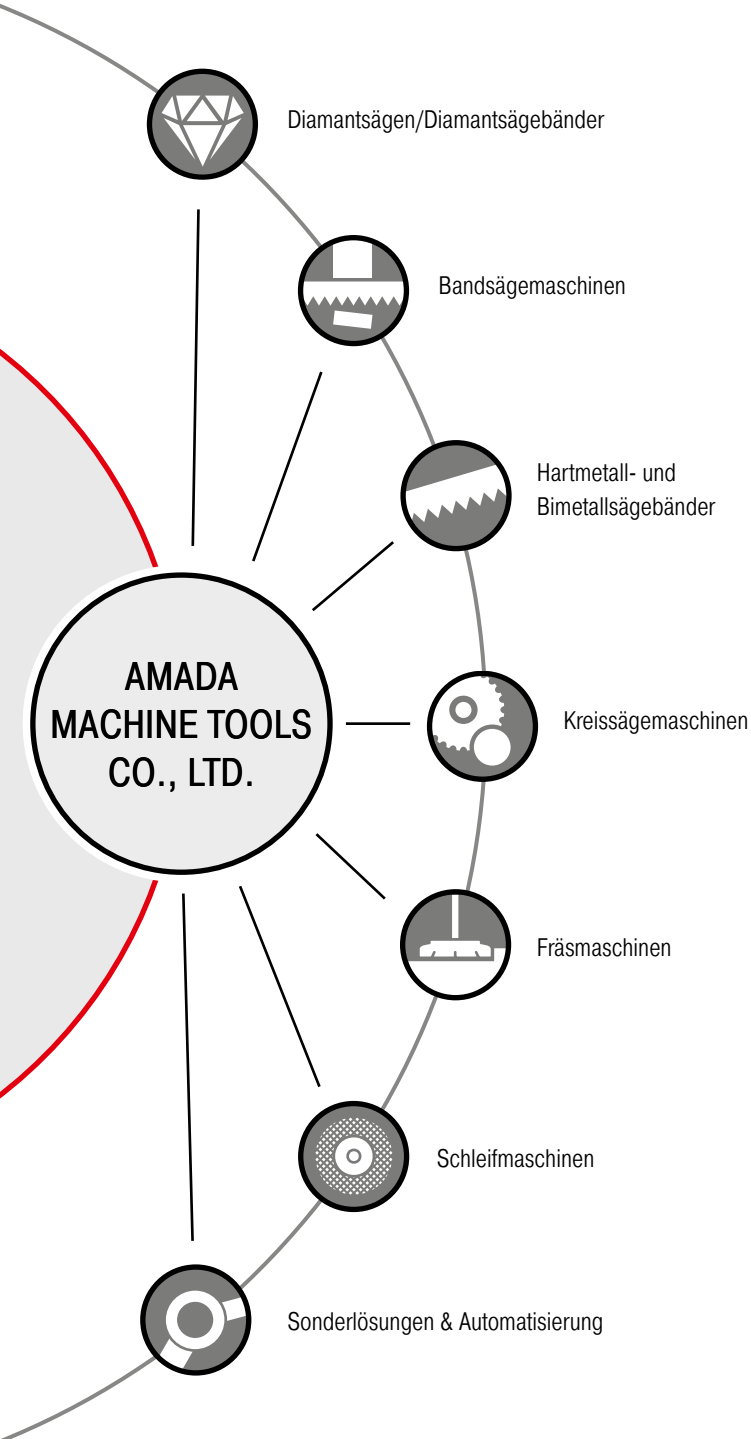 Diamantsägen/Diamantsägebänder
Bandsägemaschinen
Hartmetall- und
Bimetallsägebänder
AMADA
MACHINE TOOLS
CO., LTD.
Kreissägemaschinen
Fräsmaschinen
Schleifmaschinen
Sonderlösungen & Automatisierung